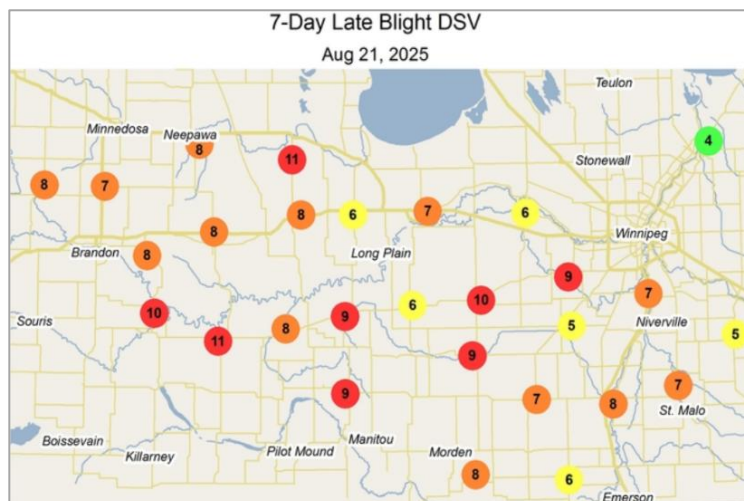 7-Day Late Blight DSV
Aug 21, 2025
Teulon
Minnedosa
Neepawa
4
8
11
Stonewall
8
7
8
6
7
6
8
Winnipeg
Brandon
8
Long Plain
9
7
10
6
10
Souris
9
Niverville
8
5
5
11
9
7
9
7
8
St. Malo
Boissevain
Manitou
Killarney
Pilot Mound
Morden
8
6
Emerson